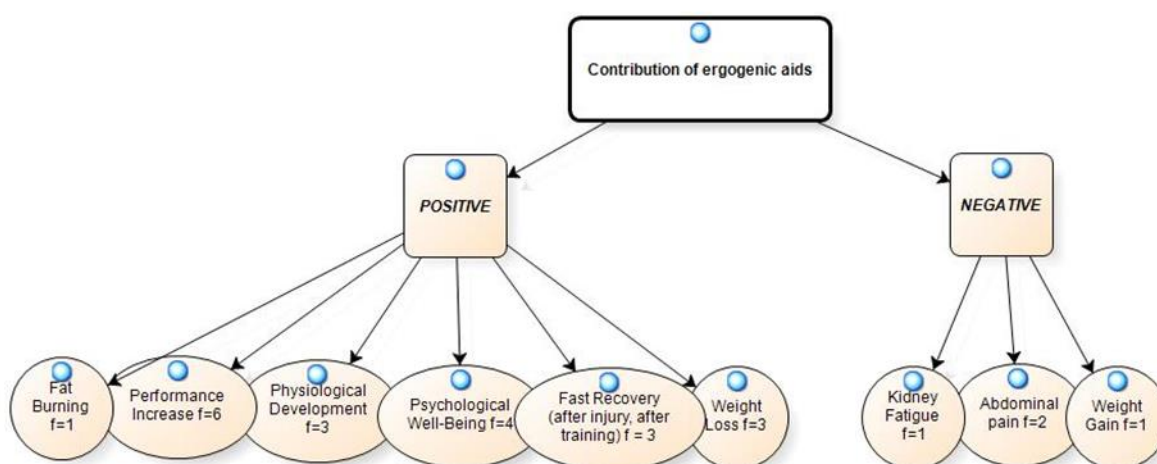 Contribution of ergogenic aids
POSITIVE
NEGATIVE
Fat
Burning
f=1
Performance
Increase f=6
Physiological
Development
f=3
Psychological
Well-Being f=4
Fast Recovery
(after injury, after
training) f = 3
Weight
Loss f=3
Kidney
Fatigue
f=1
Abdominal
pain f=2
Weight
Gain f=1